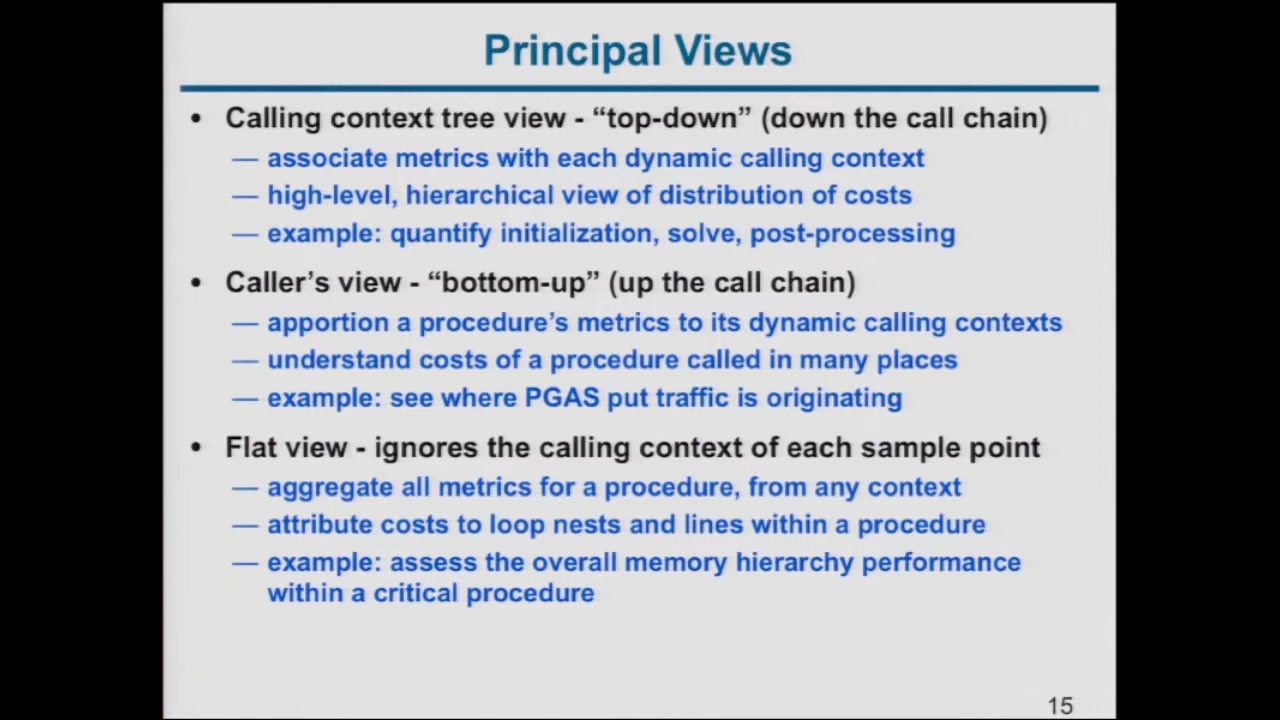 Principal Views
• Calling context tree view - “top-down” (down the call chain)
— associate metrics with each dynamic calling context
— high-level, hierarchical view of distribution of costs
— example: quantify initialization, solve, post-processing
• Caller’s view - “bottom-up” (up the call chain)
— apportion a procedure’s metrics to its dynamic calling contexts
— understand costs of a procedure called in many places
— example: see where PGAS put traffic is originating
• Flat view - ignores the calling context of each sample point
— aggregate all metrics for a procedure, from any context
— attribute costs to loop nests and lines within a procedure
— example: assess the overall memory hierarchy performance
within a critical procedure
15